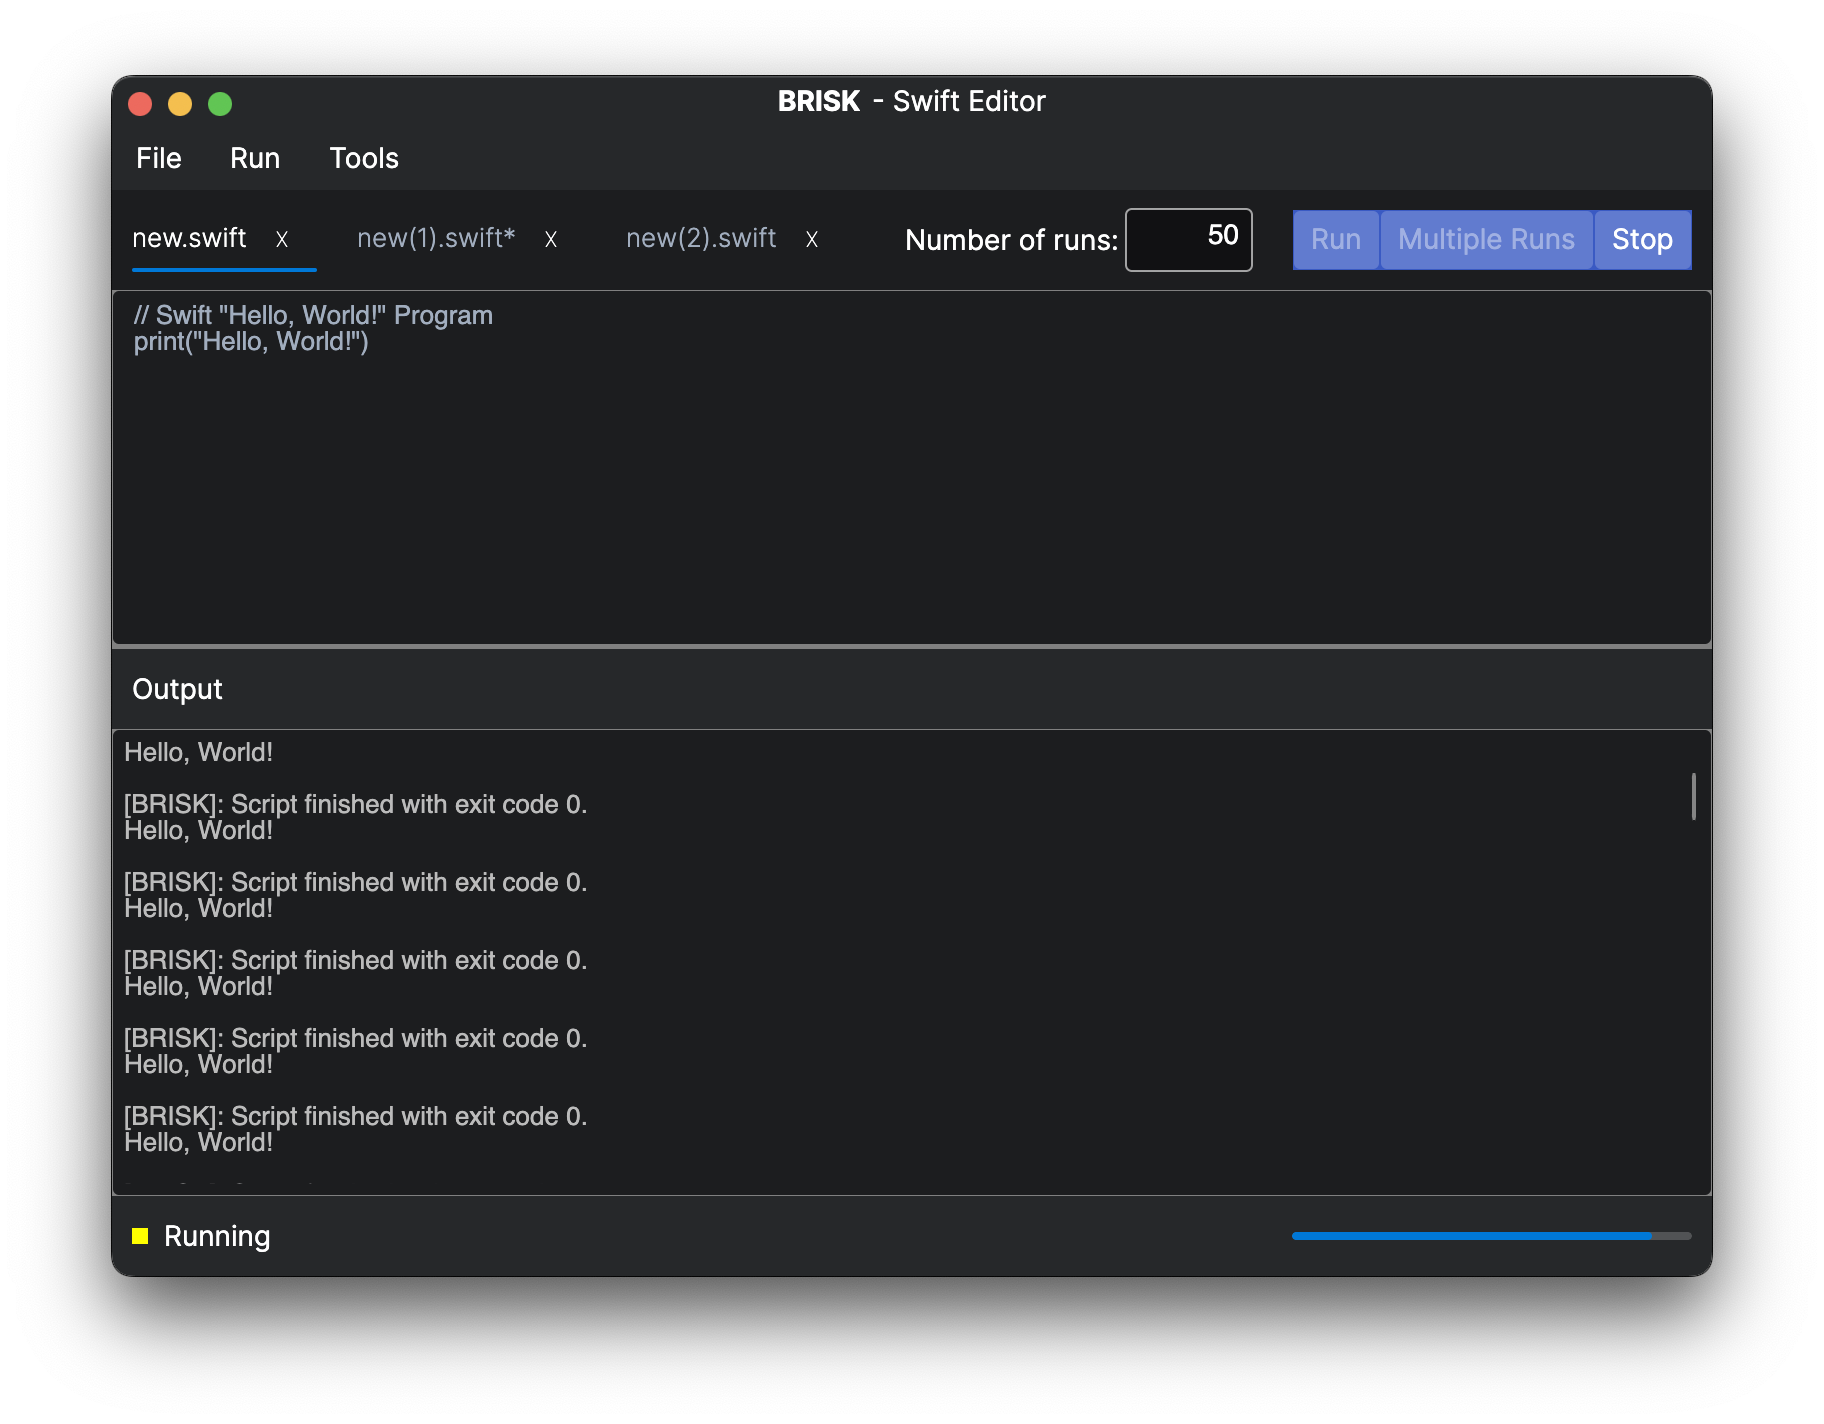 BRISK - Swift Editor
File Run Tools
new.swift X new(1).swift* X new(2).swift X Number of runs: 50 Run Multiple Runs Stop
// Swift "Hello, World!" Program
print("Hello, World!")
Output
Hello, World!
[BRISK]: Script finished with exit code 0.
Hello, World!
[BRISK]: Script finished with exit code 0.
Hello, World!
[BRISK]: Script finished with exit code 0.
Hello, World!
[BRISK]: Script finished with exit code 0.
Hello, World!
[BRISK]: Script finished with exit code 0.
Hello, World!
Running